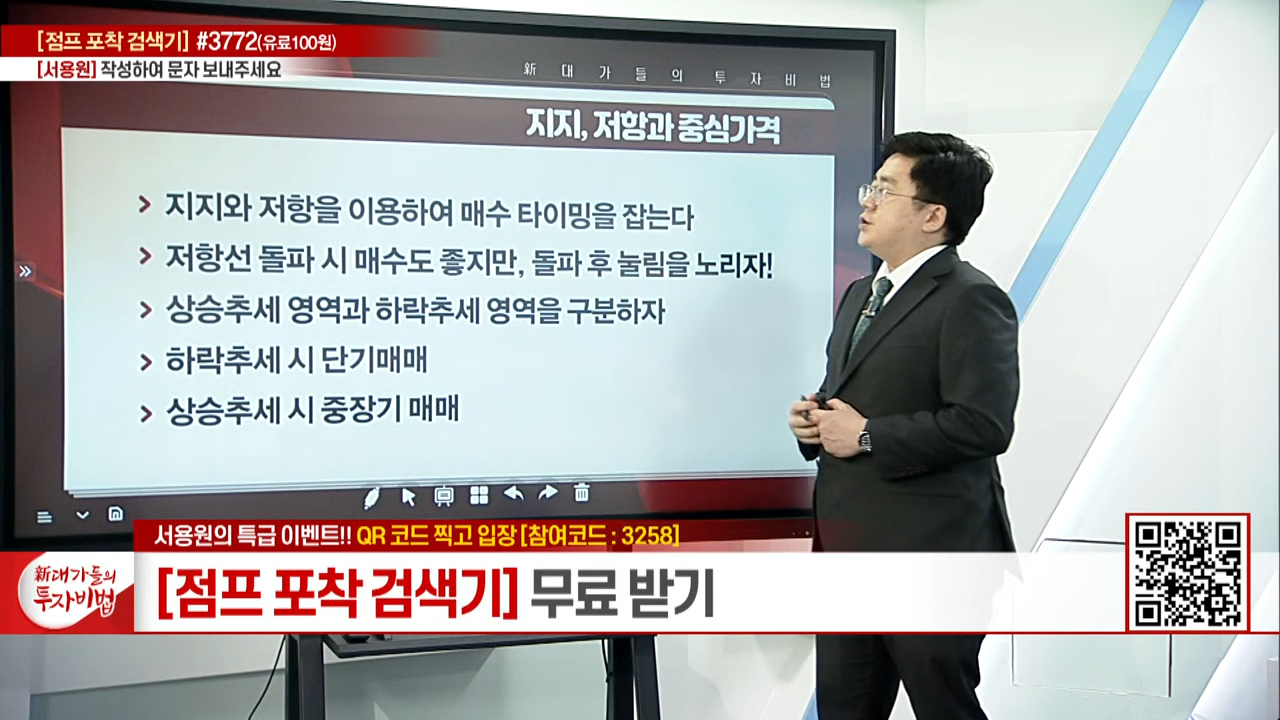 [점프 포착 검색기] #3772(유료100원)
[서용원] 작성하여 문자 보내주세요
新 대 가 들 의 투 자 비 법
지지, 저항과 중심가격
지지와 저항을 이용하여 매수 타이밍을 잡는다
저항선 돌파 시 매수도 좋지만, 돌파 후 눌림을 노리자!
상승추세 영역과 하락추세 영역을 구분하자
하락추세 시 단기매매
상승추세 시 중장기 매매
서용원의 특급 이벤트!! QR 코드 찍고 입장 [참여코드 : 3258]
新대가들의
투자비법
[점프 포착 검색기] 무료 받기